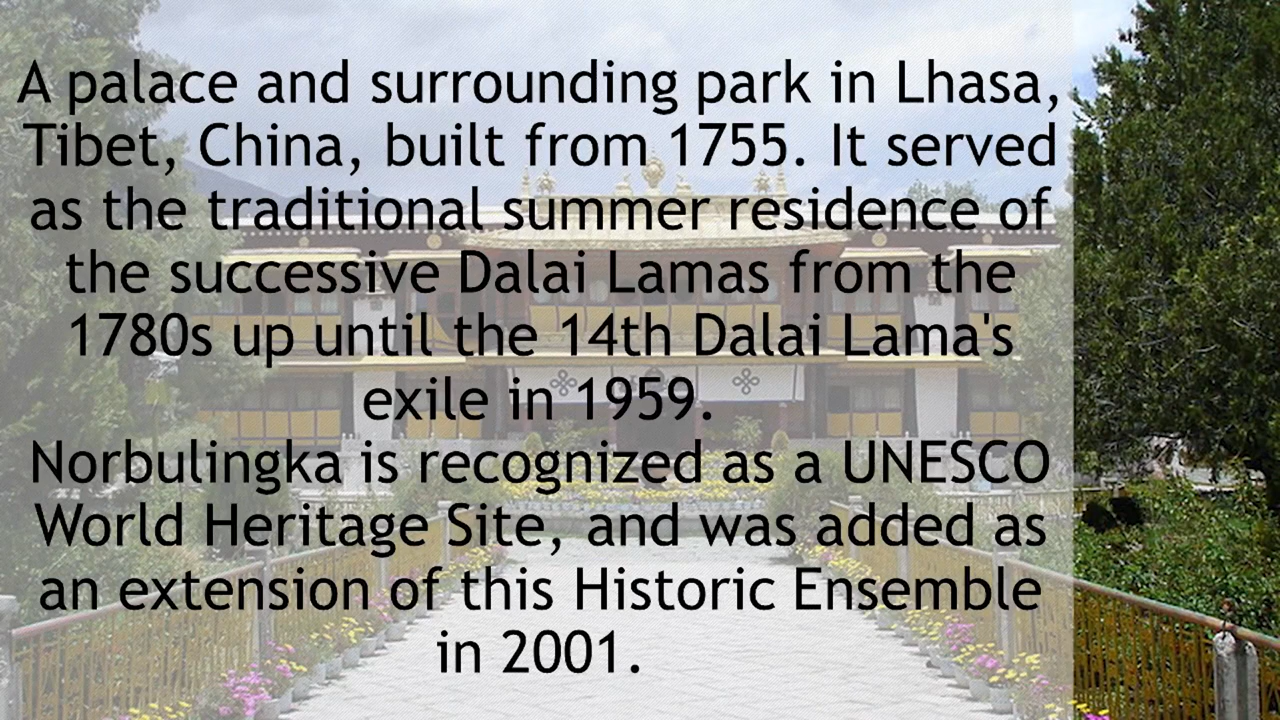 A palace and surrounding park in Lhasa,
Tibet, China, built from 1755. It served
as the traditional summer residence of
the successive Dalai Lamas from the
1780s up until the 14th Dalai Lama's
exile in 1959.
Norbulingka is recognized as a UNESCO
World Heritage Site, and was added as
an extension of this Historic Ensemble
in 2001.